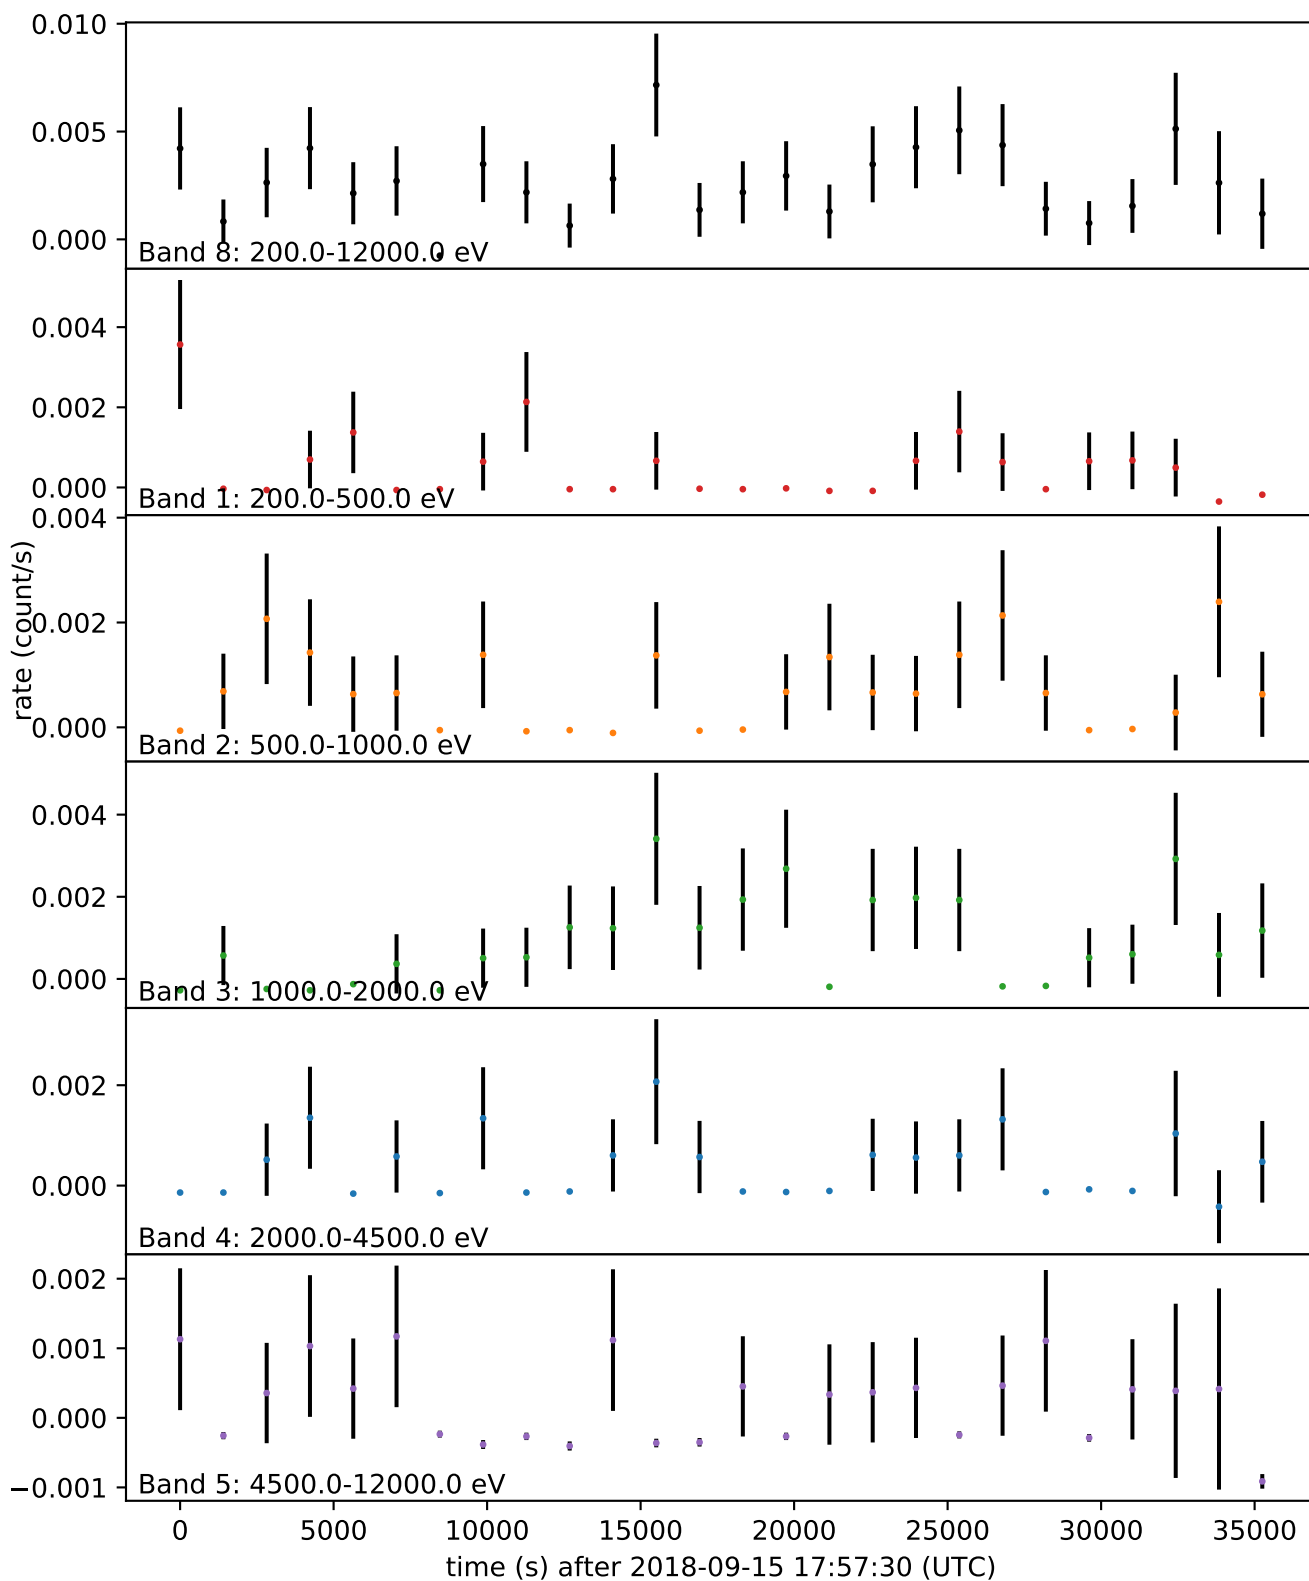 0.010
0.005
0.000
Band 8: 200.0-12000.0 eV
0.004
0.002
0.000
Band 1: 200.0-500.0 eV
0.004
0.002
0.000
Band 2: 500.0-1000.0 eV
rate (count/s)
0.004
0.002
0.000
Band 3: 1000.0-2000.0 eV
0.002
0.000
Band 4: 2000.0-4500.0 eV
0.002
0.001
0.000
−0.001
Band 5: 4500.0-12000.0 eV
0 5000 10000 15000 20000 25000 30000 35000
time (s) after 2018-09-15 17:57:30 (UTC)